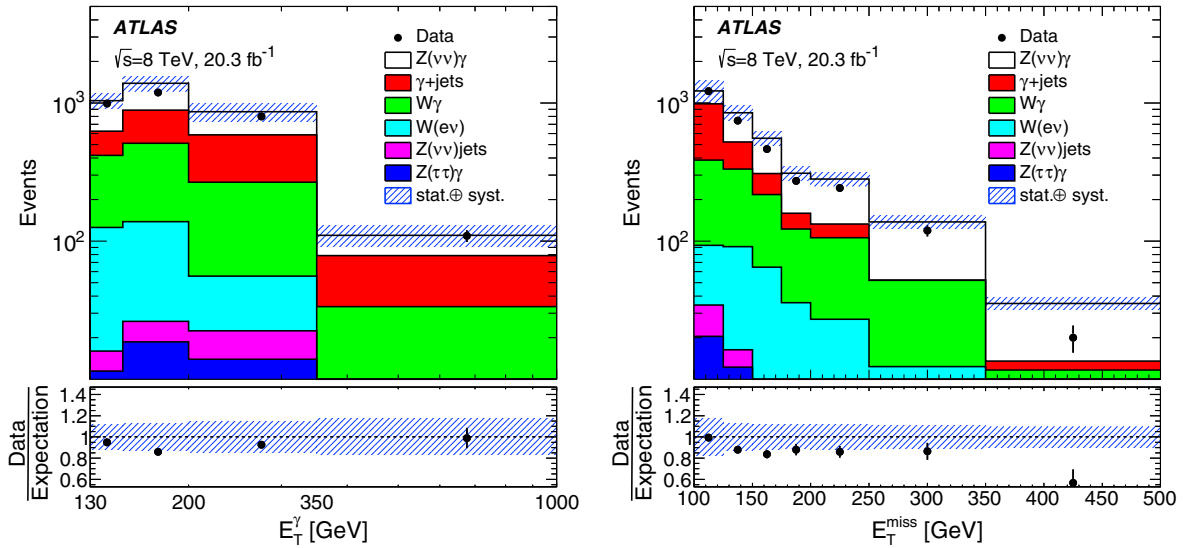 ATLAS
√s=8 TeV, 20.3 fb⁻¹
Data
Z(νν)γ
γ+jets
Wγ
W(eν)
Z(νν)jets
Z(ττ)γ
stat.⊕ syst.
Events
10³
10²
Data
Expectation
1.4
1.2
1
0.8
0.6
130 200 350 1000
E_T^γ [GeV]
ATLAS
√s=8 TeV, 20.3 fb⁻¹
Data
Z(νν)γ
γ+jets
Wγ
W(eν)
Z(νν)jets
Z(ττ)γ
stat.⊕ syst.
Events
10³
10²
Data
Expectation
1.4
1.2
1
0.8
0.6
100 150 200 250 300 350 400 450 500
E_T^miss [GeV]